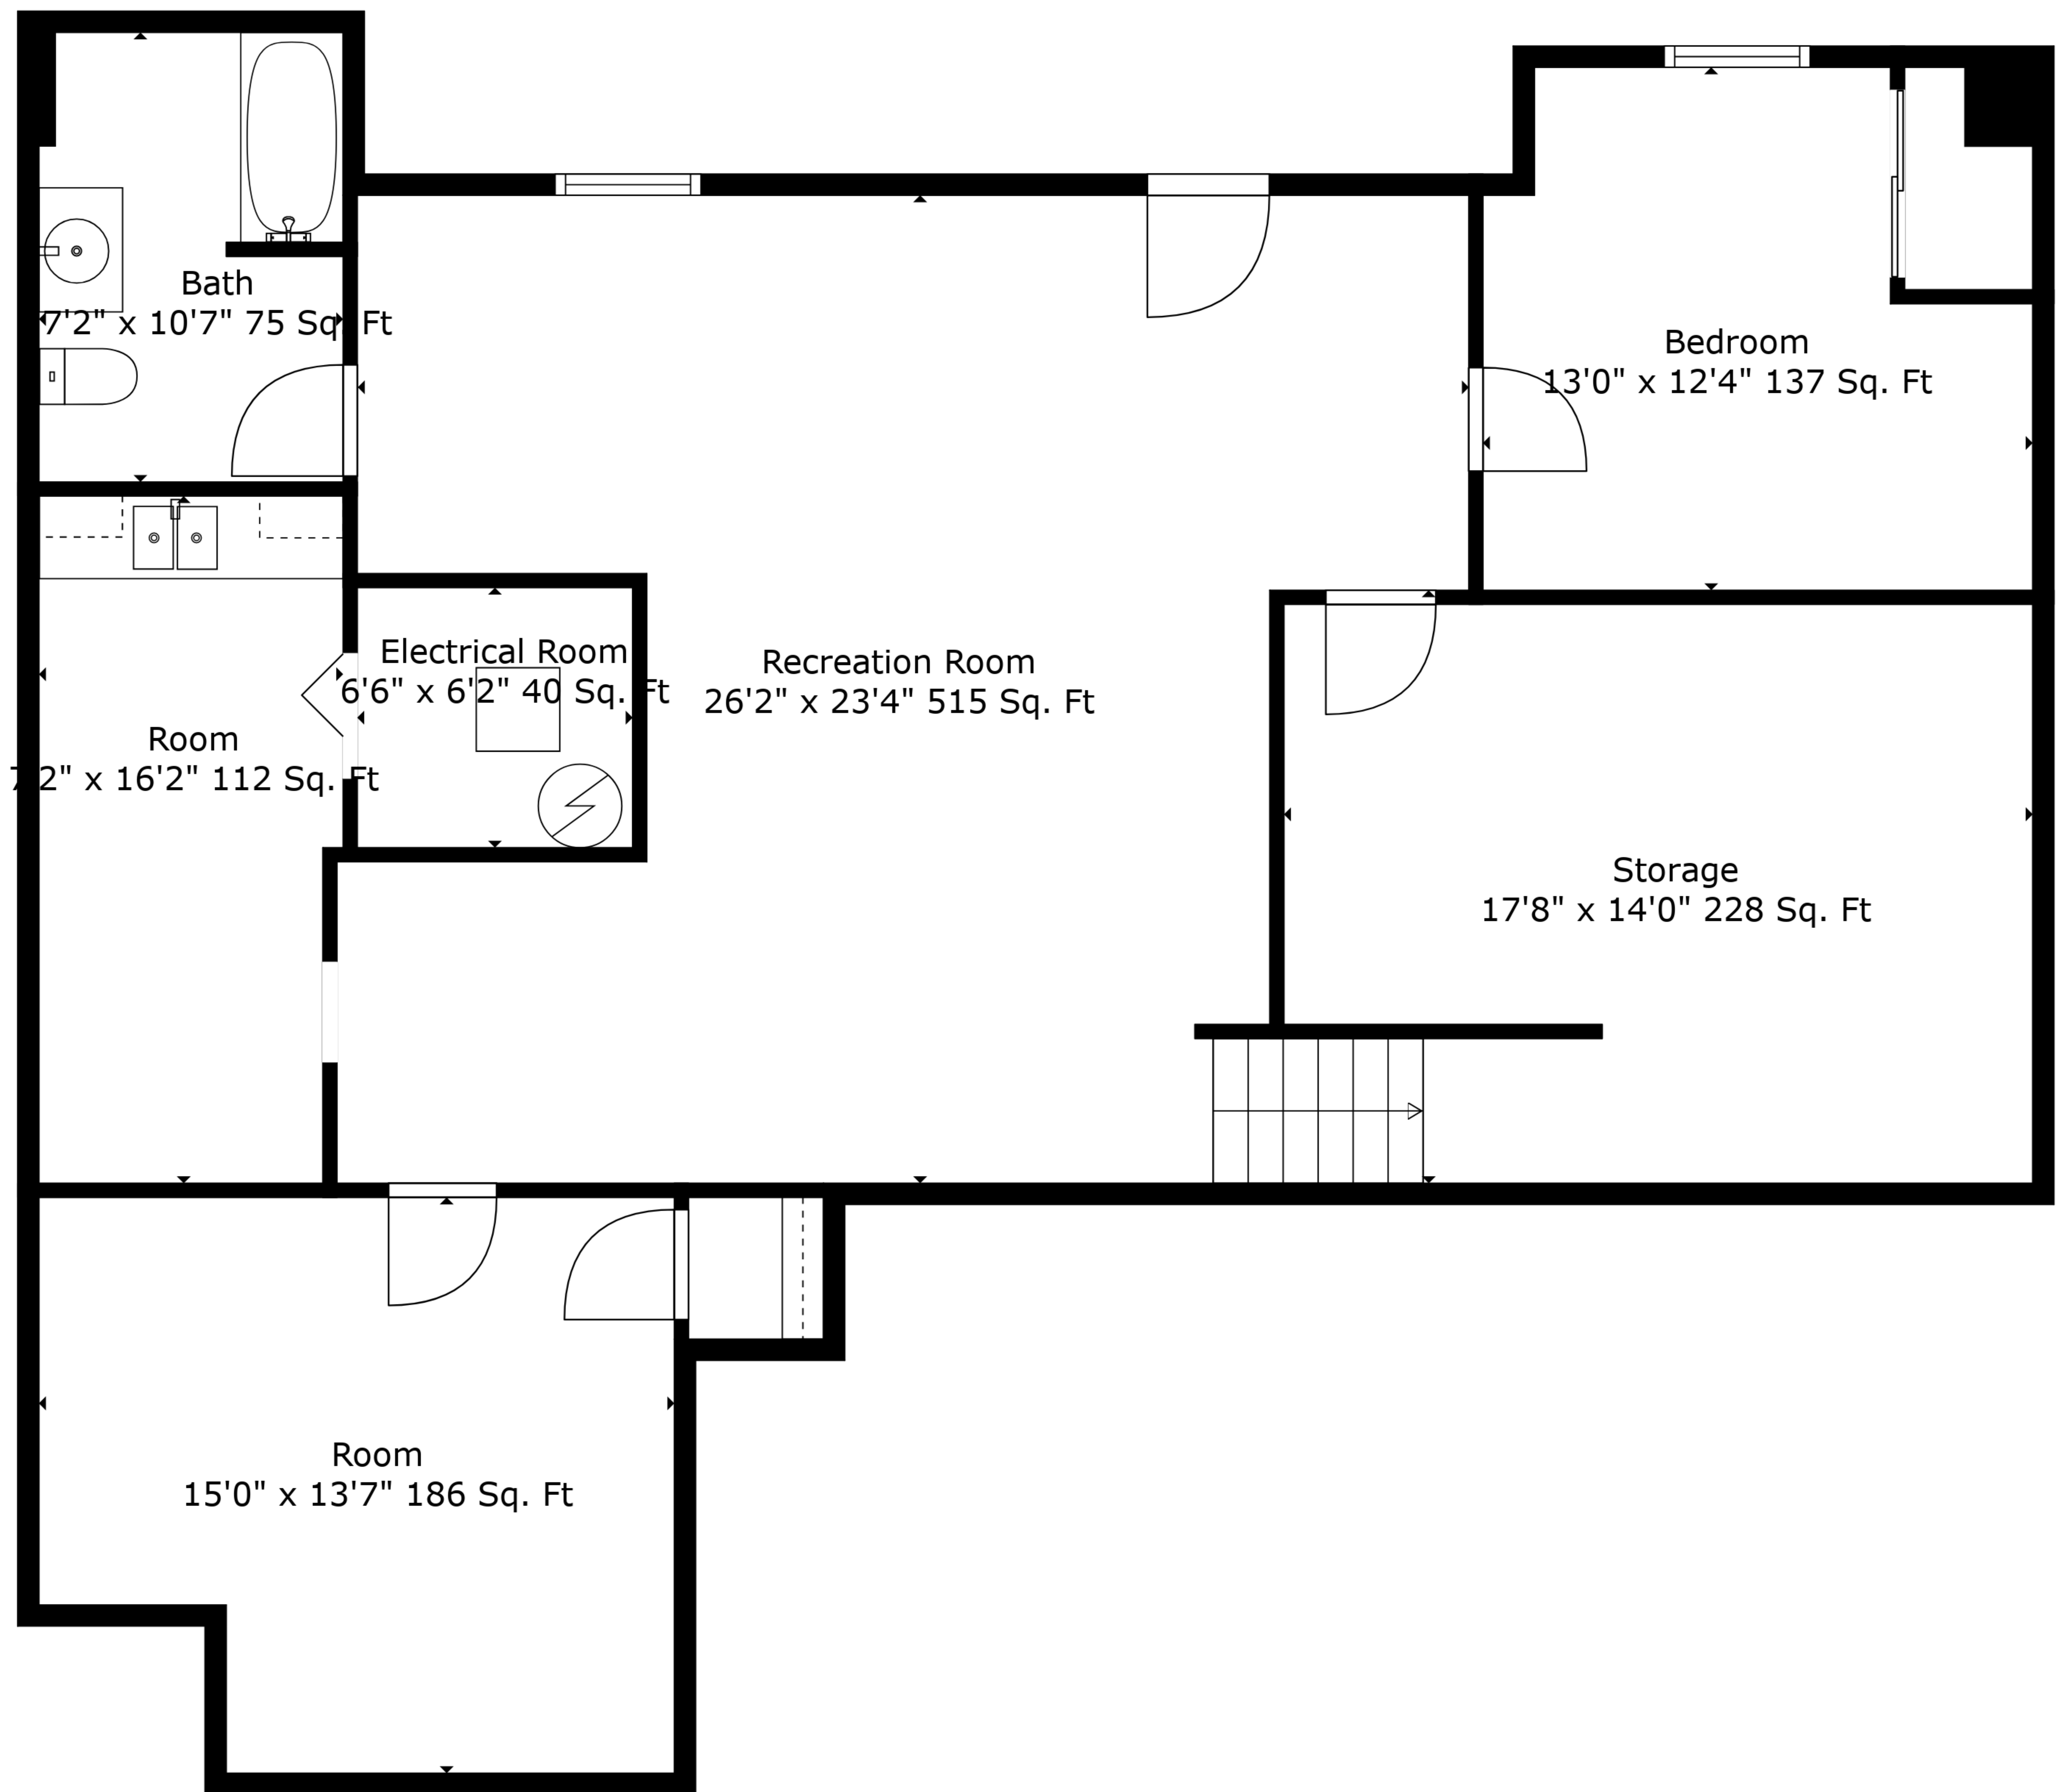 Bath
7'2" x 10'7" 75 Sq. Ft
Bedroom
13'0" x 12'4" 137 Sq. Ft
Electrical Room
6'6" x 6'2" 40 Sq. Ft
Recreation Room
26'2" x 23'4" 515 Sq. Ft
Room
7'2" x 16'2" 112 Sq. Ft
Storage
17'8" x 14'0" 228 Sq. Ft
Room
15'0" x 13'7" 186 Sq. Ft